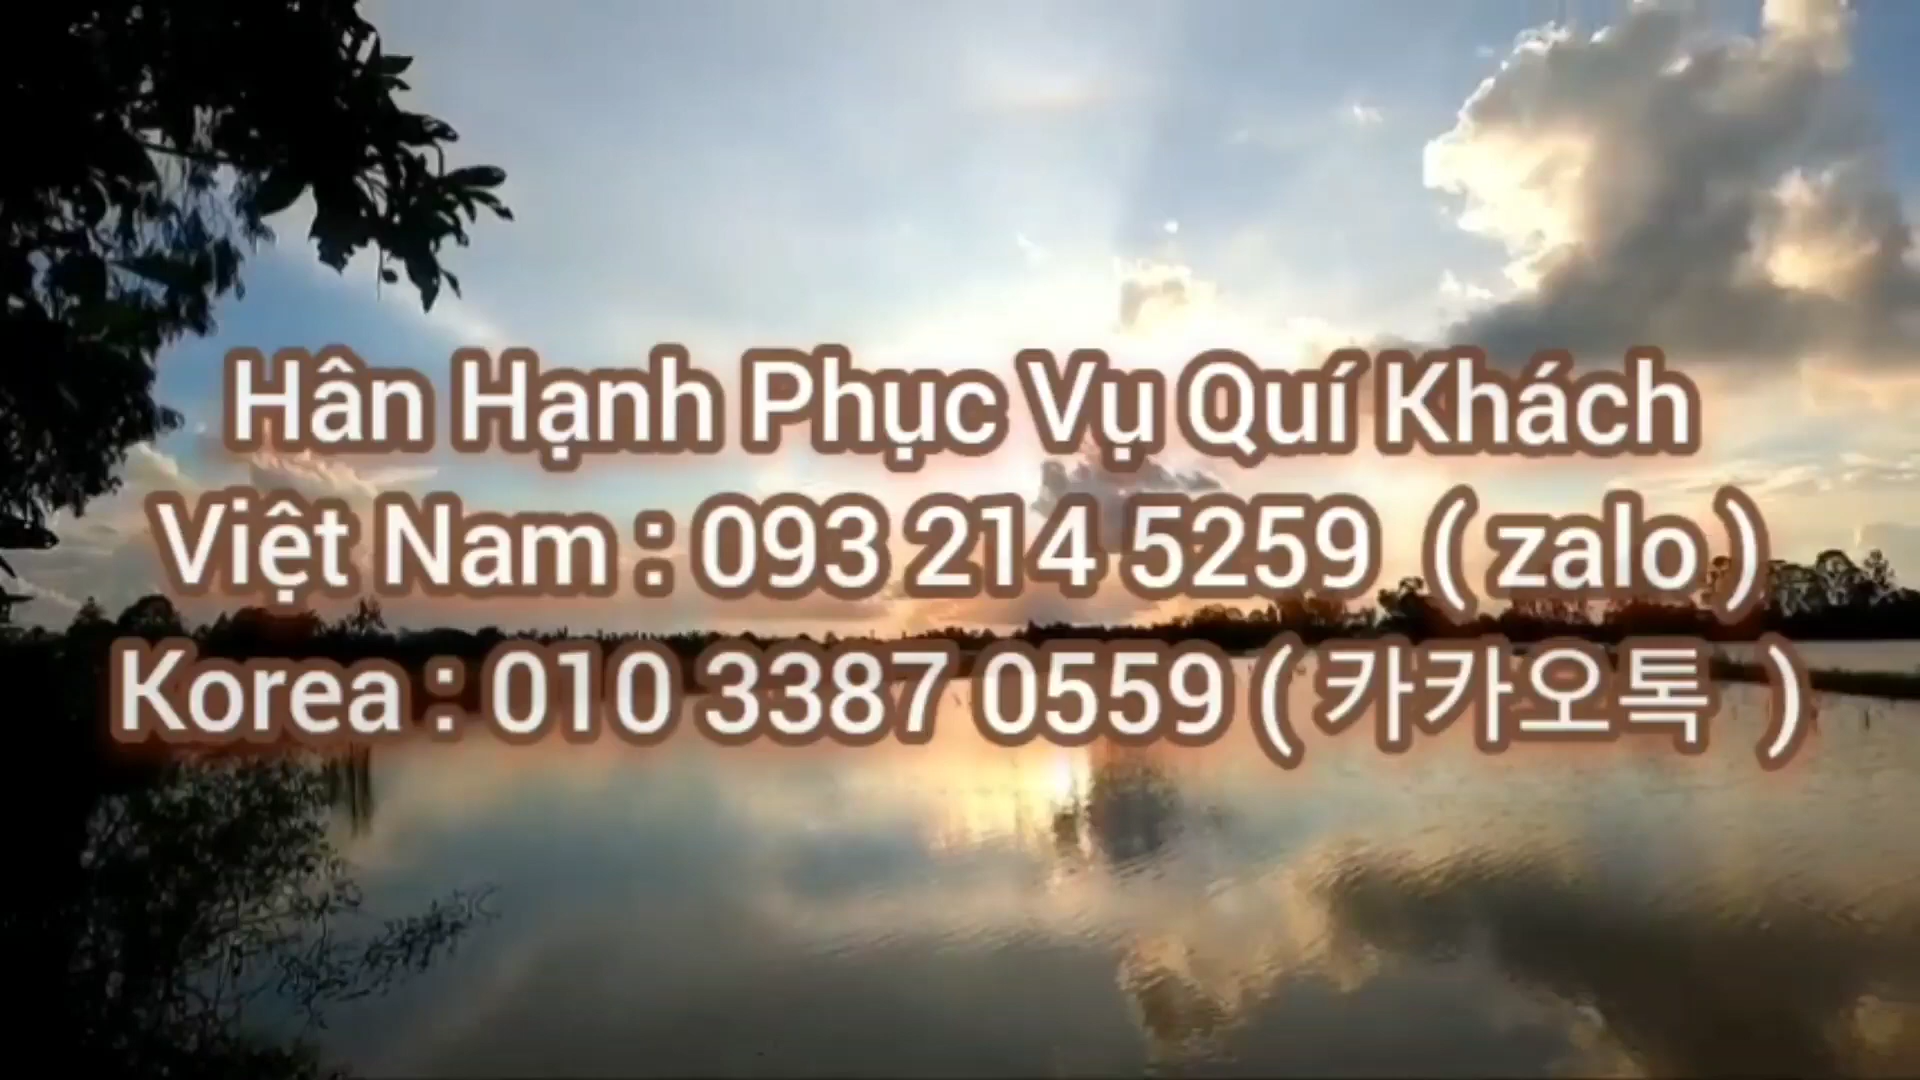 Hân Hạnh Phục Vụ Quí Khách
Việt Nam : 093 214 5259 ( zalo )
Korea : 010 3387 0559 ( 카카오톡 )